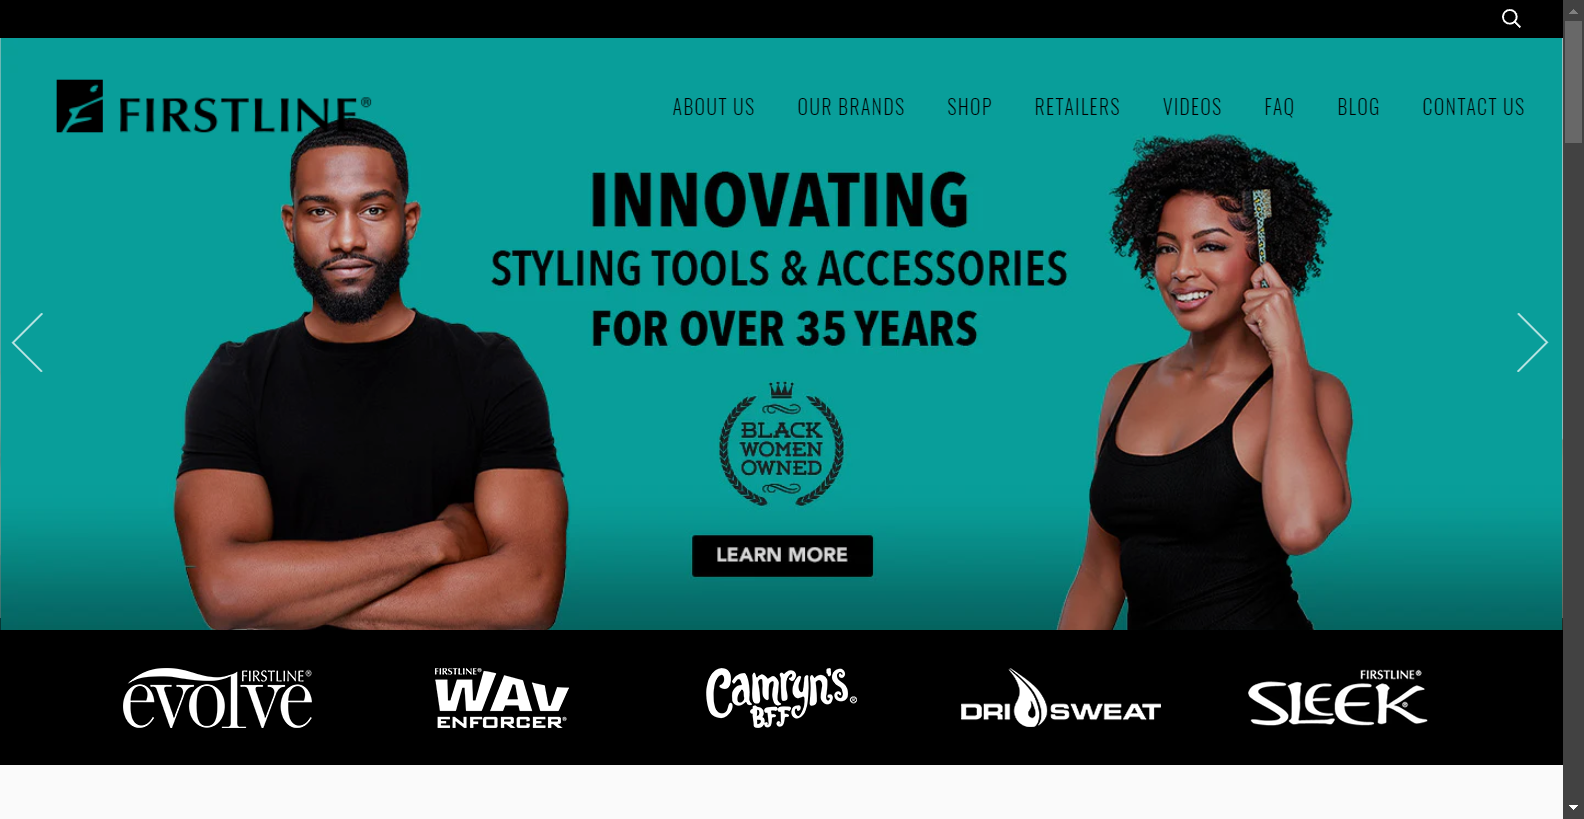 FIRSTLINE®
ABOUT US OUR BRANDS SHOP RETAILERS VIDEOS FAQ BLOG CONTACT US
INNOVATING
STYLING TOOLS & ACCESSORIES
FOR OVER 35 YEARS
BLACK
WOMEN
OWNED
LEARN MORE
FIRSTLINE®
evolve
FIRSTLINE®
WAV
ENFORCER®
Camryn's
BFF®
DRI SWEAT
FIRSTLINE®
SLEEK